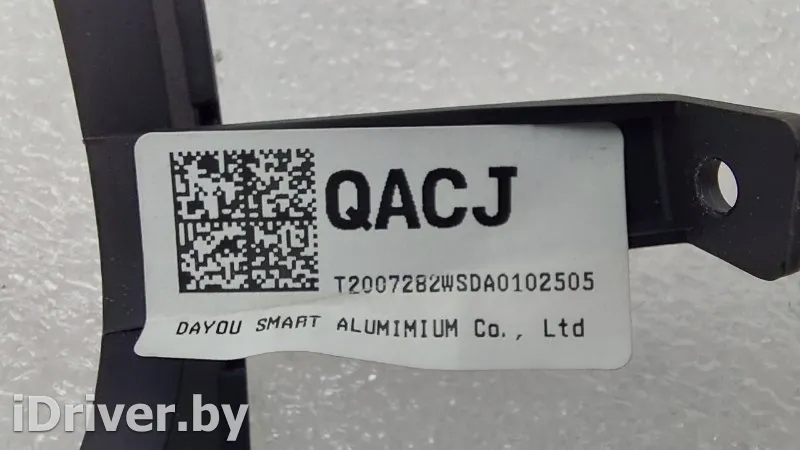 QACJ
T2007282WSDA0102505
DAYOU SMART ALUMIMIUM Co., Ltd
iDriver.by